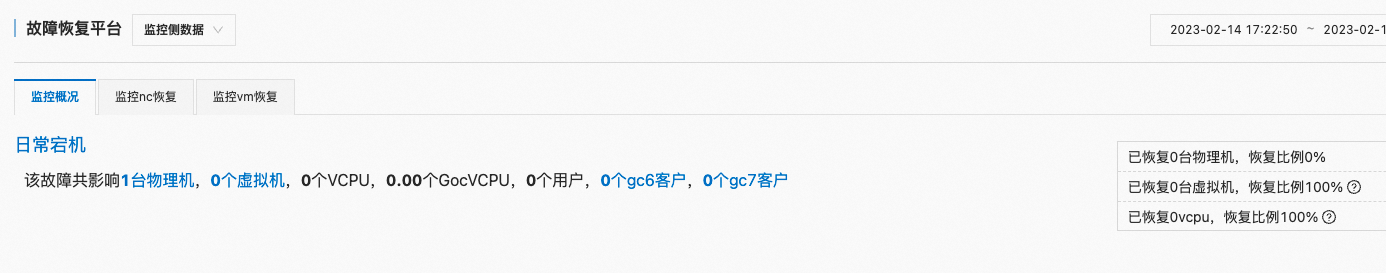 故障恢复平台 监控侧数据 2023-02-14 17:22:50 ~ 2023-02-1
监控概况 监控nc恢复 监控vm恢复
日常宕机
该故障共影响1台物理机，0个虚拟机，0个VCPU，0.00个GocVCPU，0个用户，0个gc6客户，0个gc7客户
已恢复0台物理机，恢复比例0%
已恢复0台虚拟机，恢复比例100%
已恢复0vcpu，恢复比例100%